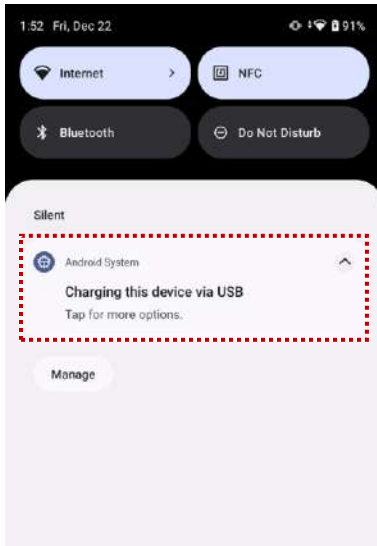 1:52 Fri, Dec 22 91%
Internet NFC
Bluetooth Do Not Disturb
Silent
Android System
Charging this device via USB
Tap for more options.
Manage